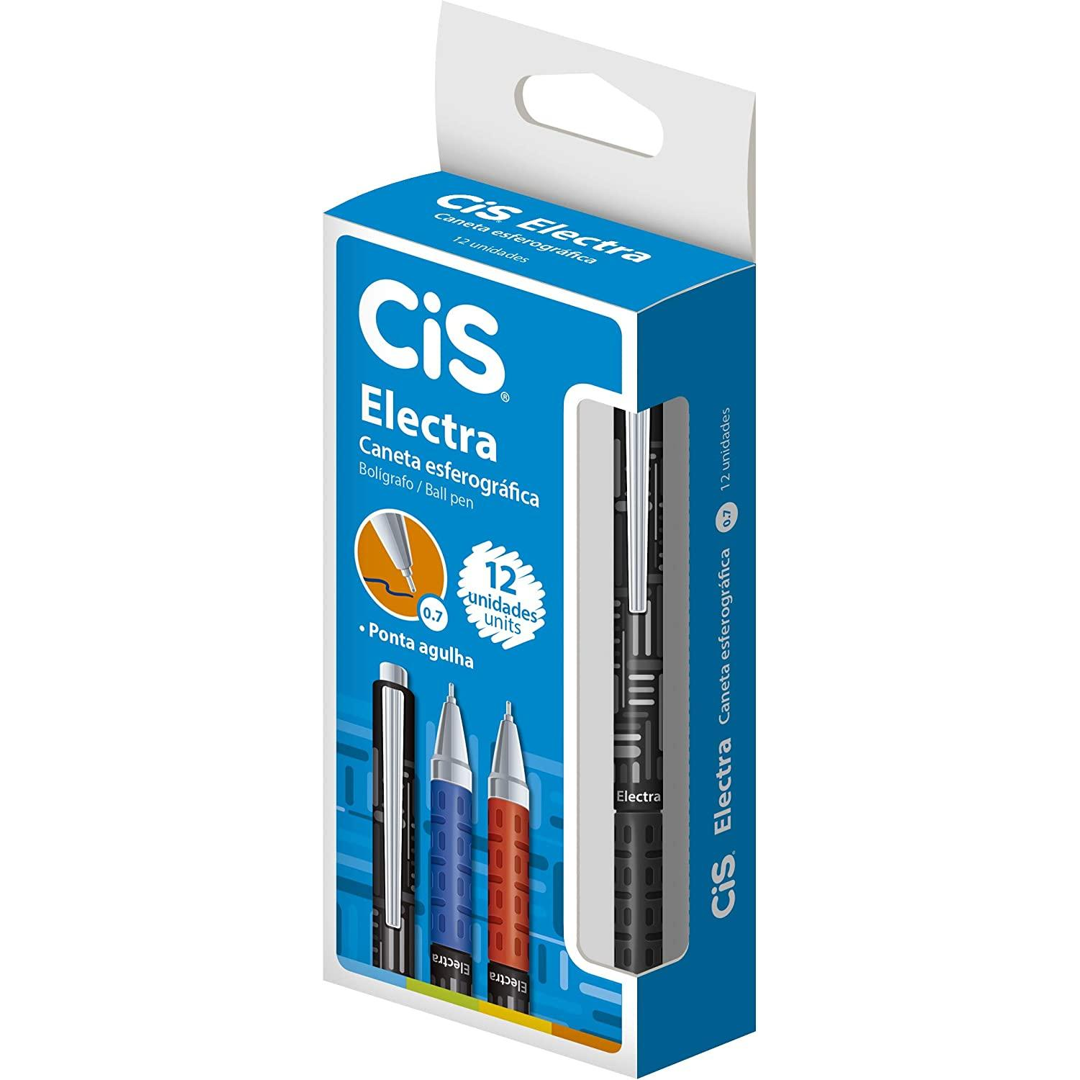 CiS Electra
Caneta esferográfica
12 unidades
CiS®
Electra
Caneta esferográfica
Bolígrafo / Ball pen
0.7
12
unidades
units
• Ponta agulha
Electra
Electra
Electra
CiS® Electra Caneta esferográfica 0.7 12 unidades